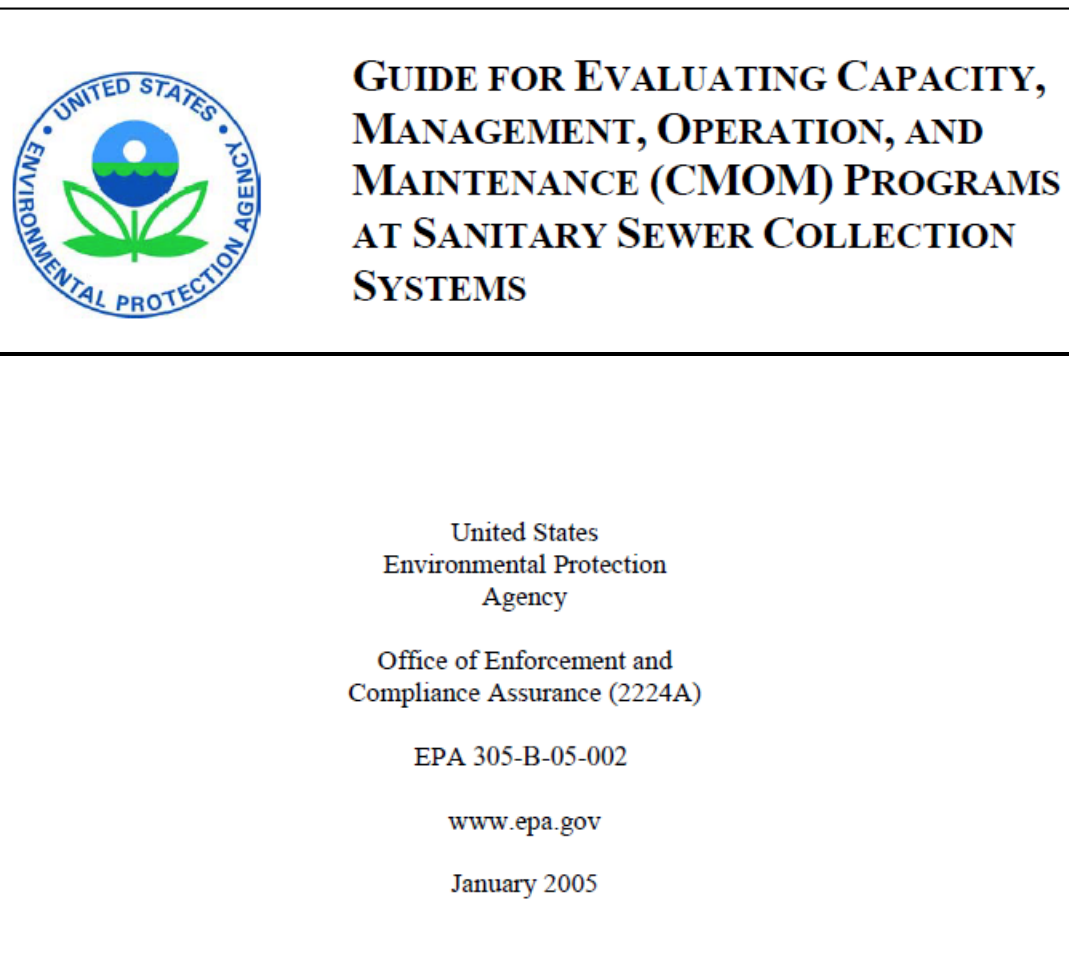 UNITED STATES • ENVIRONMENTAL PROTECTION AGENCY •
GUIDE FOR EVALUATING CAPACITY,
MANAGEMENT, OPERATION, AND
MAINTENANCE (CMOM) PROGRAMS
AT SANITARY SEWER COLLECTION
SYSTEMS
United States
Environmental Protection
Agency
Office of Enforcement and
Compliance Assurance (2224A)
EPA 305-B-05-002
www.epa.gov
January 2005